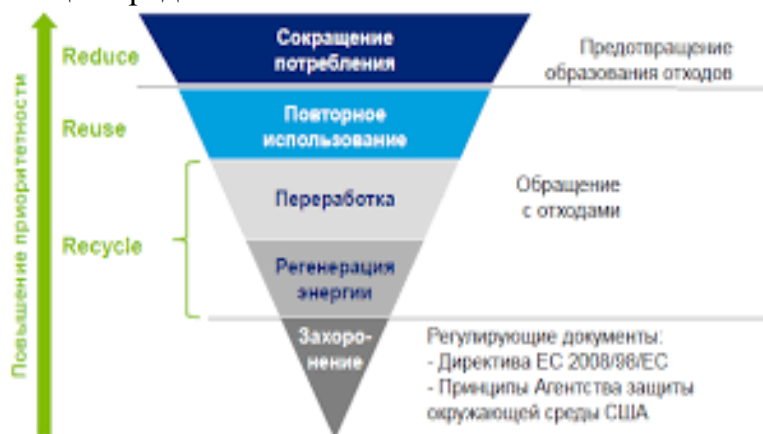 Reduce
Сокращение
потребления
Предотвращение
образования отходов
Reuse
Повторное
использование
Переработка
Обращение
с отходами
Recycle
Регенерация
энергии
Захоро-
нение
Регулирующие документы:
- Директива ЕС 2008/98/ЕС
- Принципы Агентства защиты
окружающей среды США
Повышение приоритетности